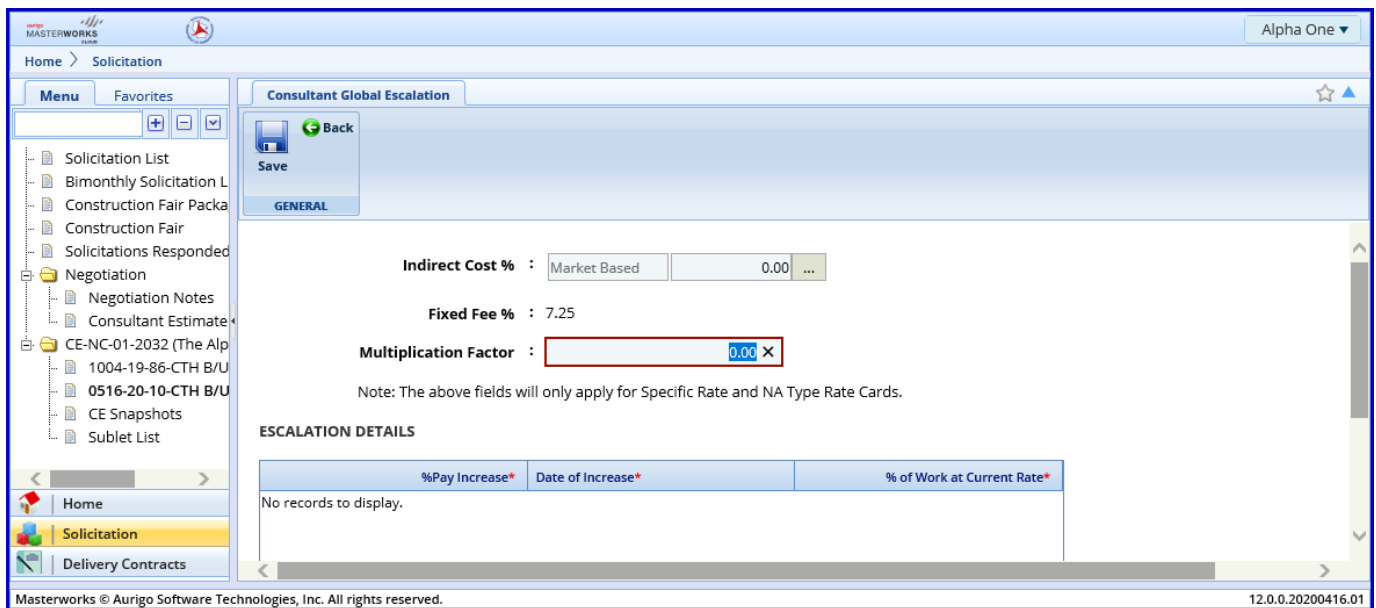 aurigo
MASTERWORKS
CLOUD
Alpha One
Home Solicitation
Menu Favorites
Consultant Global Escalation
Back
Save
GENERAL
Solicitation List
Bimonthly Solicitation L
Construction Fair Packa
Construction Fair
Solicitations Responded
Negotiation
Negotiation Notes
Consultant Estimate
CE-NC-01-2032 (The Alp
1004-19-86-CTH B/U
0516-20-10-CTH B/U
CE Snapshots
Sublet List
Home
Solicitation
Delivery Contracts
Indirect Cost % : Market Based 0.00 ...
Fixed Fee % : 7.25
Multiplication Factor : 0.00
Note: The above fields will only apply for Specific Rate and NA Type Rate Cards.
ESCALATION DETAILS
%Pay Increase* Date of Increase* % of Work at Current Rate*
No records to display.
Masterworks © Aurigo Software Technologies, Inc. All rights reserved. 12.0.0.20200416.01